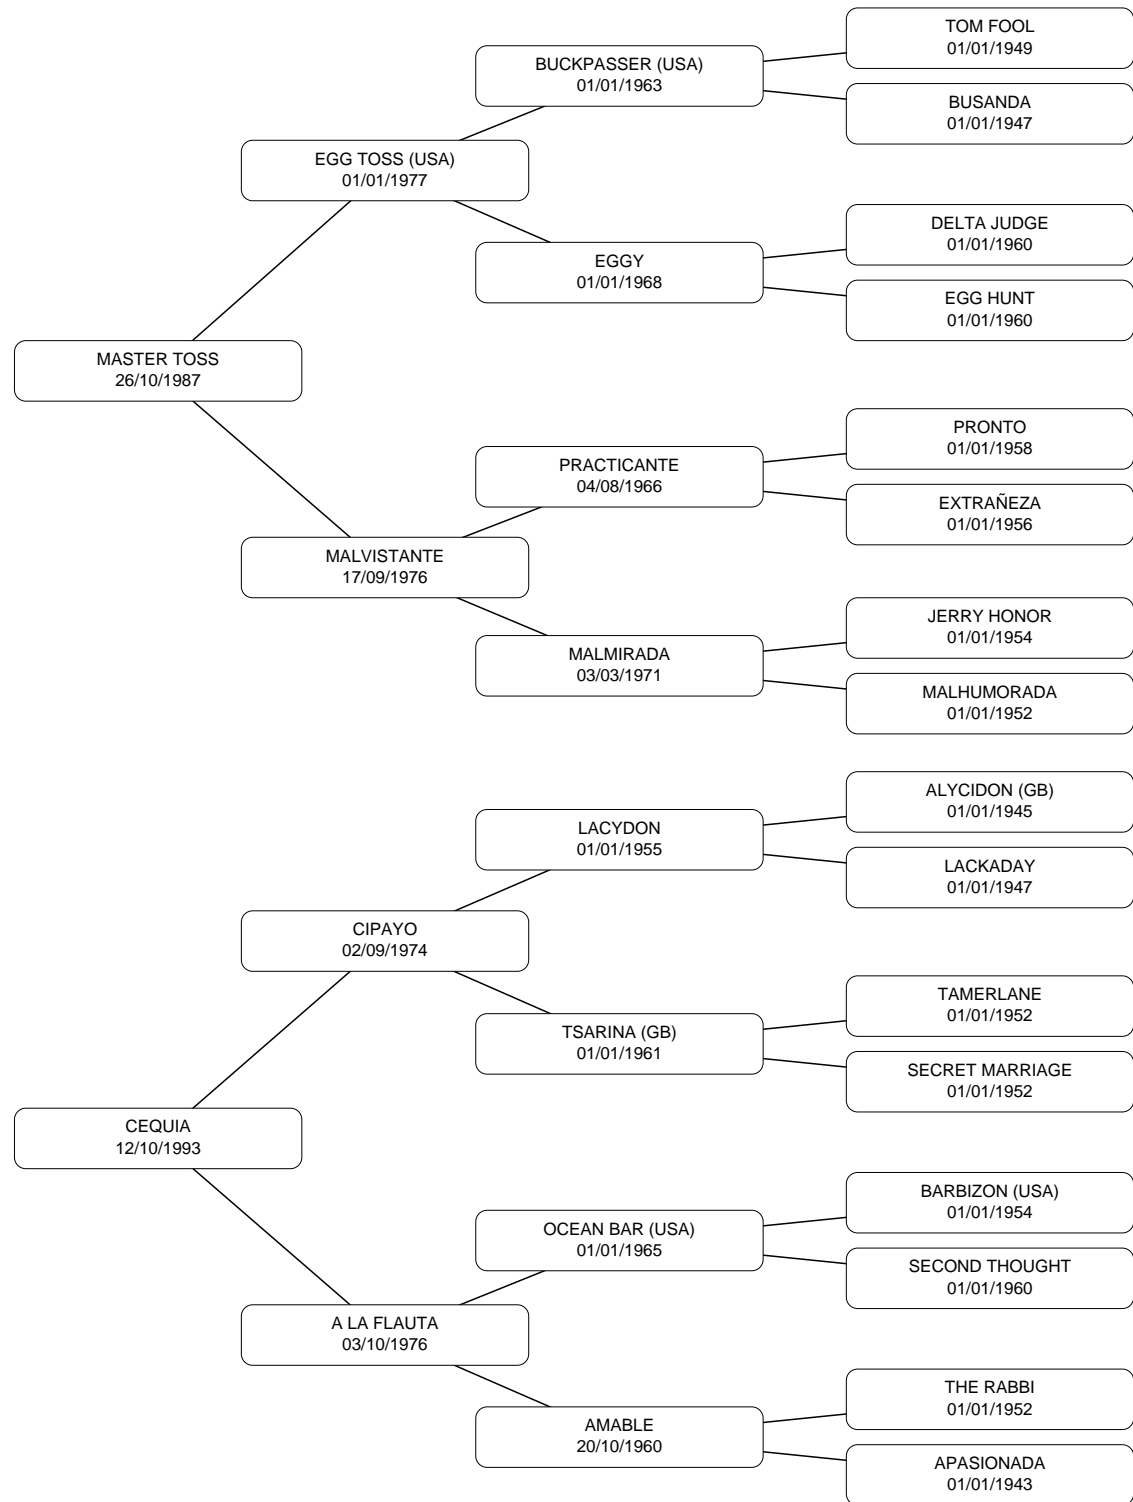 TOM FOOL
01/01/1949
BUCKPASSER (USA)
01/01/1963
BUSANDA
01/01/1947
EGG TOSS (USA)
01/01/1977
DELTA JUDGE
01/01/1960
EGGY
01/01/1968
EGG HUNT
01/01/1960
MASTER TOSS
26/10/1987
PRONTO
01/01/1958
PRACTICANTE
04/08/1966
EXTRAÑEZA
01/01/1956
MALVISTANTE
17/09/1976
JERRY HONOR
01/01/1954
MALMIRADA
03/03/1971
MALHUMORADA
01/01/1952
ALYCIDON (GB)
01/01/1945
LACYDON
01/01/1955
LACKADAY
01/01/1947
CIPAYO
02/09/1974
TAMERLANE
01/01/1952
TSARINA (GB)
01/01/1961
SECRET MARRIAGE
01/01/1952
CEQUIA
12/10/1993
BARBIZON (USA)
01/01/1954
OCEAN BAR (USA)
01/01/1965
SECOND THOUGHT
01/01/1960
A LA FLAUTA
03/10/1976
THE RABBI
01/01/1952
AMABLE
20/10/1960
APASIONADA
01/01/1943